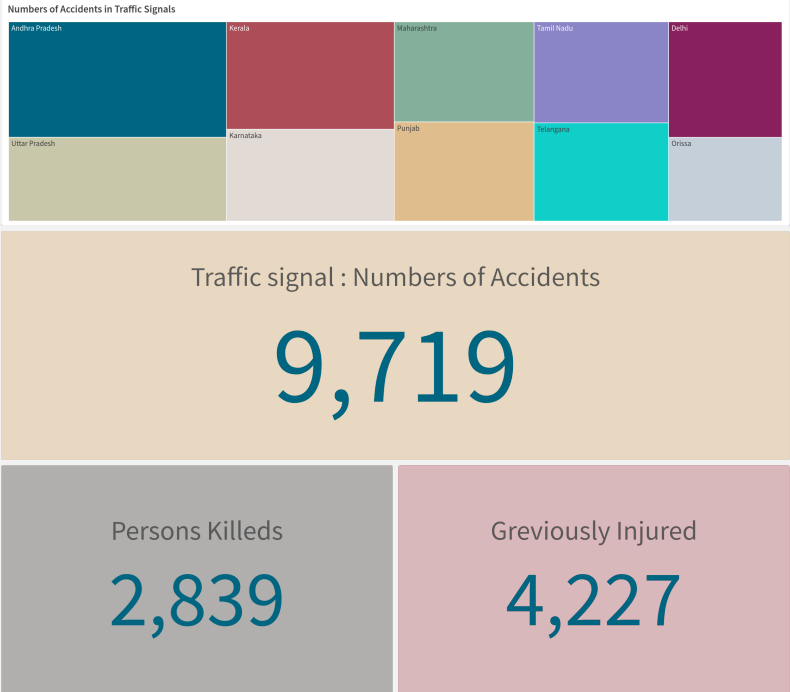 Numbers of Accidents in Traffic Signals
Andhra Pradesh
Kerala
Maharashtra
Tamil Nadu
Delhi
Punjab
Telangana
Karnataka
Uttar Pradesh
Orissa
Traffic signal : Numbers of Accidents
9,719
Persons Killeds
2,839
Greviously Injured
4,227